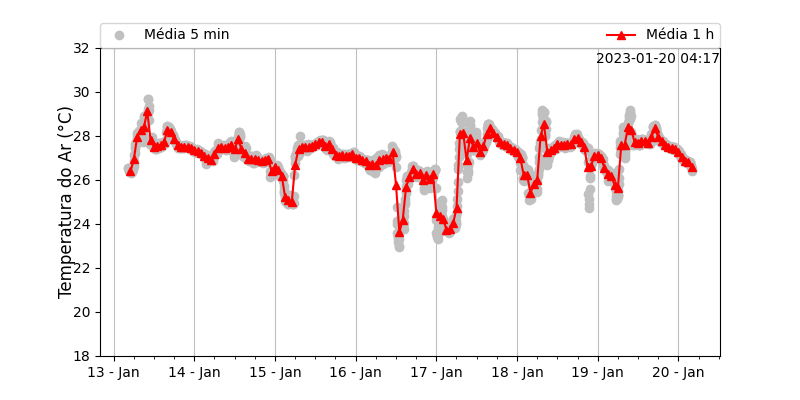 Média 5 min
Média 1 h
2023-01-20 04:17
Temperatura do Ar (°C)
32
30
28
26
24
22
20
18
13 - Jan
14 - Jan
15 - Jan
16 - Jan
17 - Jan
18 - Jan
19 - Jan
20 - Jan